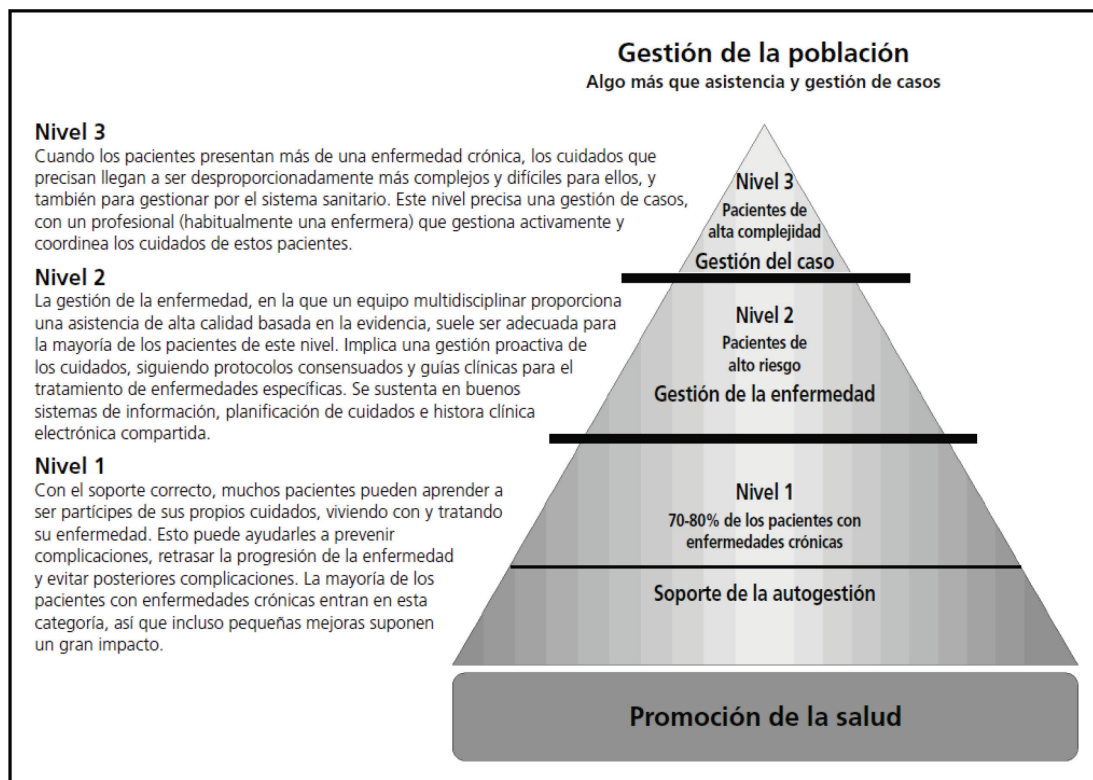 Gestión de la población
Algo más que asistencia y gestión de casos
Nivel 3
Cuando los pacientes presentan más de una enfermedad crónica, los cuidados que
precisan llegan a ser desproporcionadamente más complejos y difíciles para ellos, y
también para gestionar por el sistema sanitario. Este nivel precisa una gestión de casos,
con un profesional (habitualmente una enfermera) que gestiona activamente y
coordinea los cuidados de estos pacientes.
Nivel 2
La gestión de la enfermedad, en la que un equipo multidisciplinar proporciona
una asistencia de alta calidad basada en la evidencia, suele ser adecuada para
la mayoría de los pacientes de este nivel. Implica una gestión proactiva de
los cuidados, siguiendo protocolos consensuados y guías clínicas para el
tratamiento de enfermedades específicas. Se sustenta en buenos
sistemas de información, planificación de cuidados e histora clínica
electrónica compartida.
Nivel 1
Con el soporte correcto, muchos pacientes pueden aprender a
ser partícipes de sus propios cuidados, viviendo con y tratando
su enfermedad. Esto puede ayudarles a prevenir
complicaciones, retrasar la progresión de la enfermedad
y evitar posteriores complicaciones. La mayoría de los
pacientes con enfermedades crónicas entran en esta
categoría, así que incluso pequeñas mejoras suponen
un gran impacto.
Nivel 3
Pacientes de
alta complejidad
Gestión del caso
Nivel 2
Pacientes de
alto riesgo
Gestión de la enfermedad
Nivel 1
70-80% de los pacientes con
enfermedades crónicas
Soporte de la autogestión
Promoción de la salud